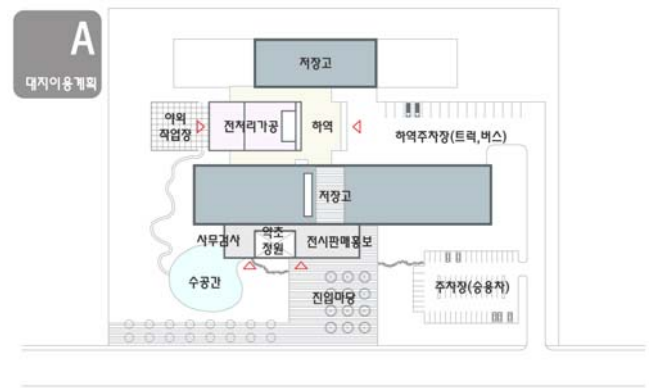 A
대지이용계획
저장고
야외
작업장
전처리가공
하역
하역주차장(트럭,버스)
저장고
사무검사
약초
정원
전시판매홍보
수공간
진입마당
주차장(승용차)